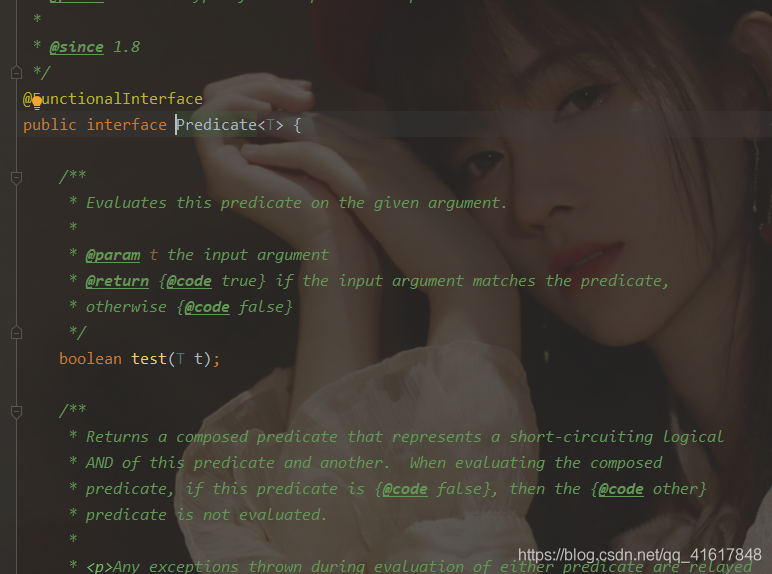 *
* @since 1.8
*/
@FunctionalInterface
public interface Predicate<T> {
/**
* Evaluates this predicate on the given argument.
*
* @param t the input argument
* @return {@code true} if the input argument matches the predicate,
* otherwise {@code false}
*/
boolean test(T t);
/**
* Returns a composed predicate that represents a short-circuiting logical
* AND of this predicate and another.  When evaluating the composed
* predicate, if this predicate is {@code false}, then the {@code other}
* predicate is not evaluated.
*
* <p>Any exceptions thrown during evaluation of either predicate are relayed
https://blog.csdn.net/qq_41617848